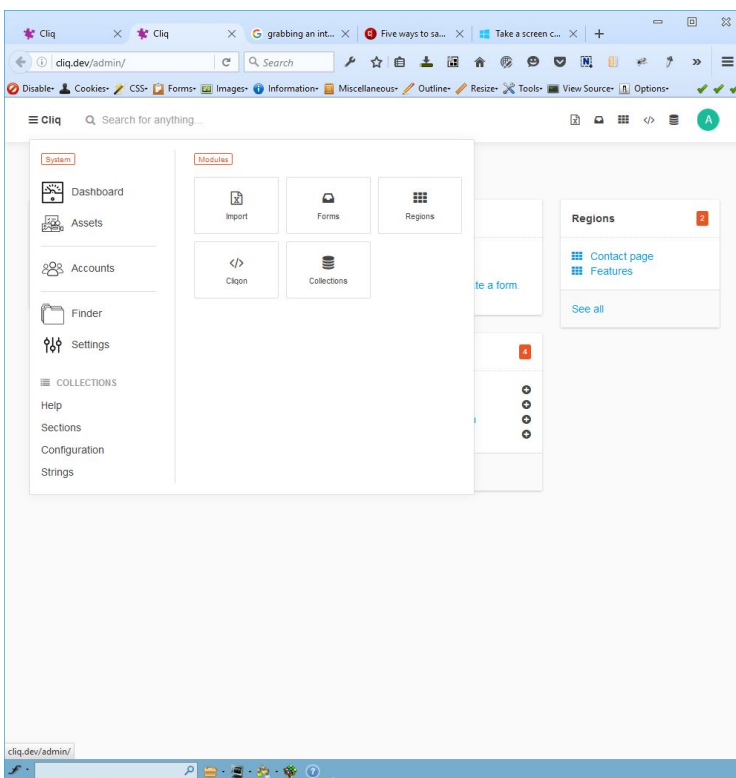 Cliq
Cliq
grabbing an int...
Five ways to sa...
Take a screen c...
cliq.dev/admin/
Search
Disable
Cookies
CSS
Forms
Images
Information
Miscellaneous
Outline
Resize
Tools
View Source
Options
Cliq
Search for anything...
A
System
Dashboard
Assets
Accounts
Finder
Settings
COLLECTIONS
Help
Sections
Configuration
Strings
Modules
Import
Forms
Regions
Cliqon
Collections
te a form.
4
Regions
2
Contact page
Features
See all
cliq.dev/admin/